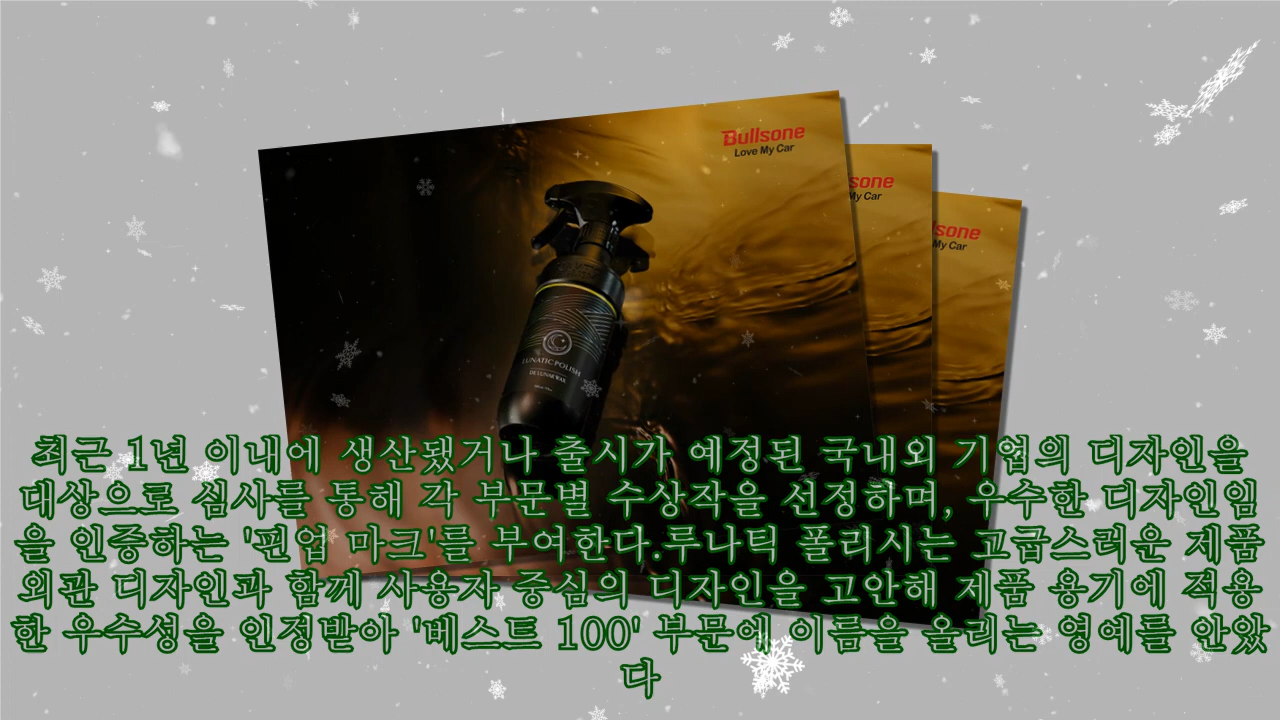 Bullsone
Love My Car
sone
My Car
lsone
My Car
LUNATIC POLISH
DE LUNAR WAX
최근 1년 이내에 생산됐거나 출시가 예정된 국내외 기업의 디자인을
대상으로 심사를 통해 각 부문별 수상작을 선정하며, 우수한 디자인임
을 인증하는 '핀업 마크'를 부여한다.루나틱 폴리시는 고급스러운 제품
외관 디자인과 함께 사용자 중심의 디자인을 고안해 제품 용기에 적용
한 우수성을 인정받아 '베스트 100' 부문에 이름을 올리는 영예를 안았
다